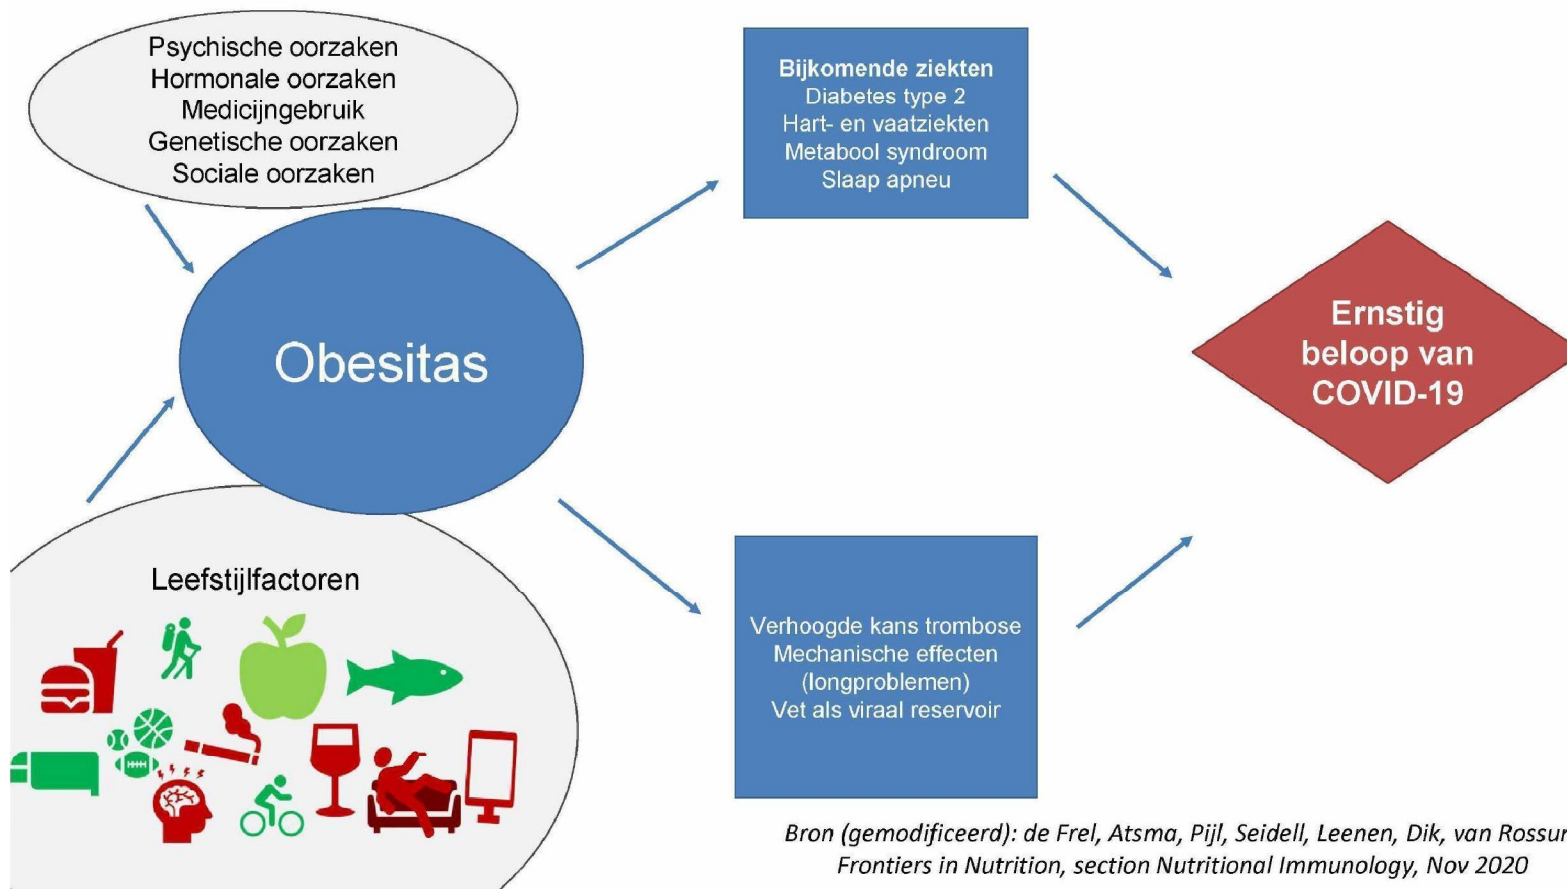 Psychische oorzaken
Hormonale oorzaken
Medicijngebruik
Genetische oorzaken
Sociale oorzaken
Obesitas
Leefstijlfactoren
Bijkomende ziekten
Diabetes type 2
Hart- en vaatziekten
Metabool syndroom
Slaap apneu
Verhoogde kans trombose
Mechanische effecten
(longproblemen)
Vet als viraal reservoir
Ernstig
beloop van
COVID-19
Bron (gemodificeerd): de Frel, Atsma, Pijl, Seidell, Leenen, Dik, van
Frontiers in Nutrition, section Nutritional Immunology, Nov 2020